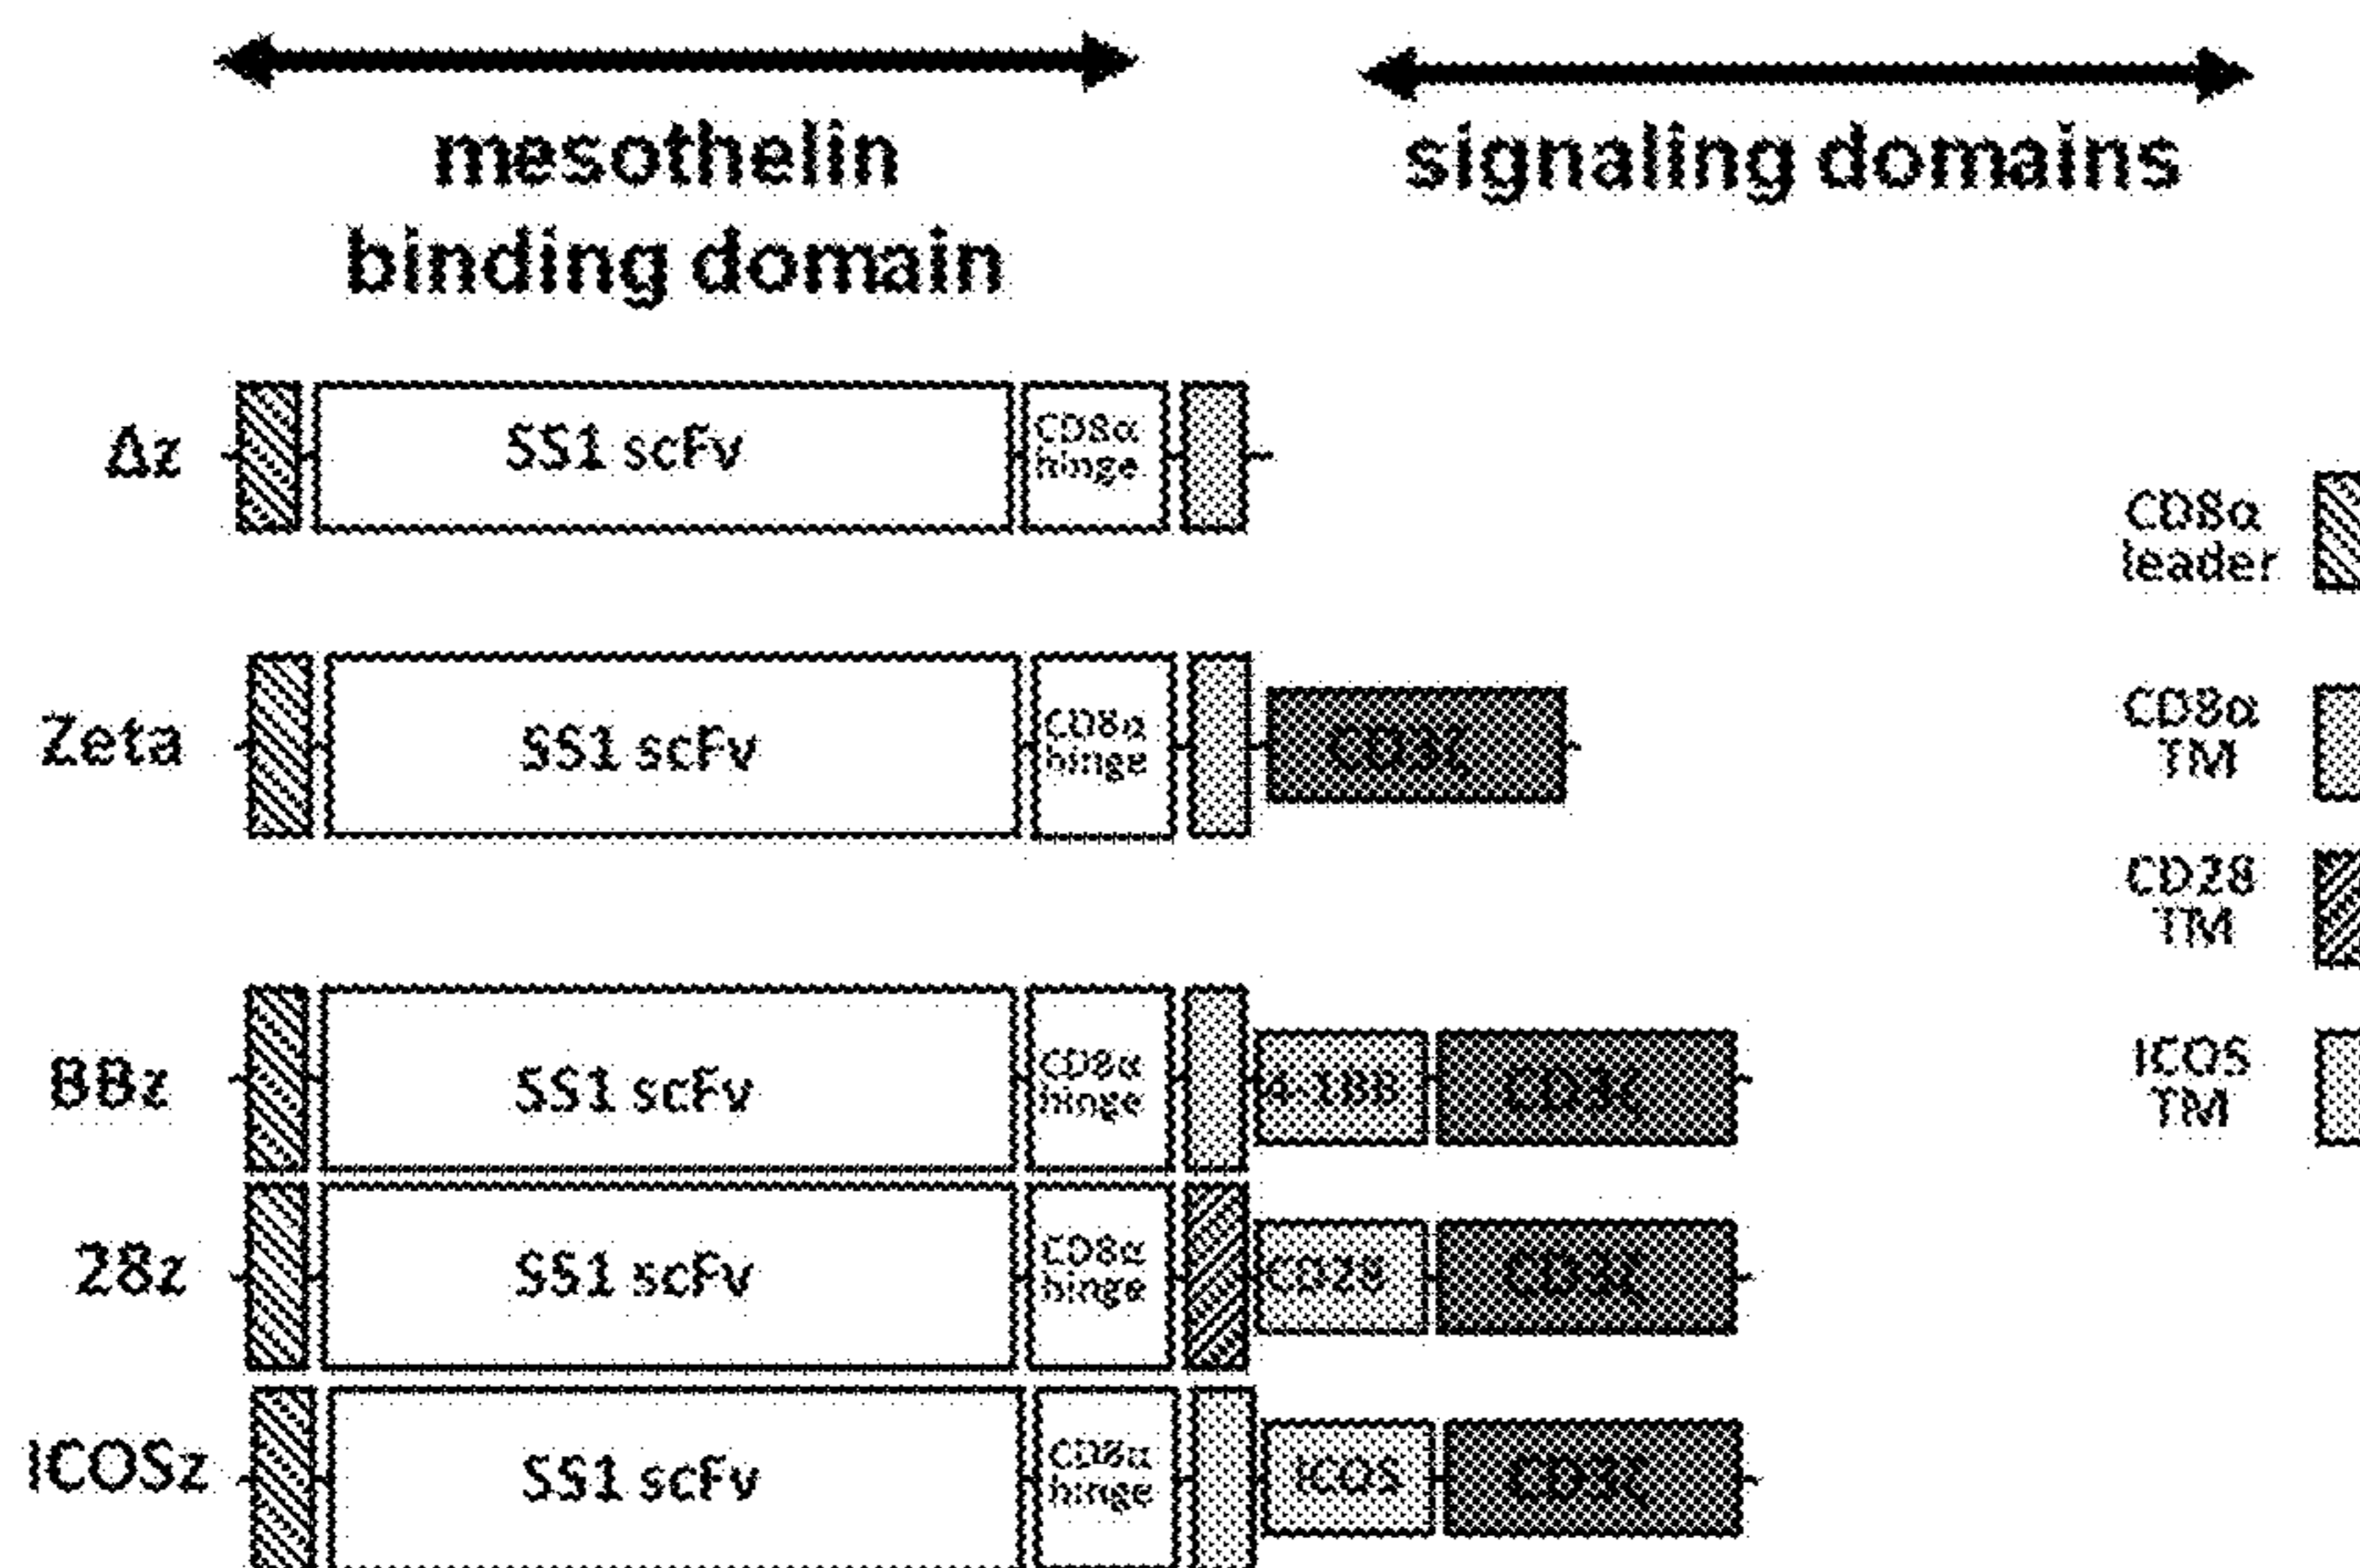 mesothelin
binding domain
signaling domains
Δz
SS1 scFv
CD8α
hinge
Zeta
SS1 scFv
CD8α
hinge
CD3ζ
BBz
SS1 scFv
CD8α
hinge
4-1BB
CD3ζ
28z
SS1 scFv
CD8α
hinge
CD28
CD3ζ
ICOSz
SS1 scFv
CD8α
hinge
ICOS
CD3ζ
CD8α
leader
CD8α
TM
CD28
TM
ICOS
TM